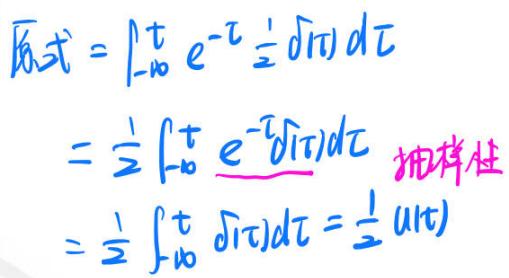 原式 = ∫_{-∞}^{t} e^{-τ} 1/2 δ(τ) dτ
= 1/2 ∫_{-∞}^{t} e^{-τ}δ(τ)dτ 抽样性
= 1/2 ∫_{-∞}^{t} δ(τ)dτ = 1/2 u(t)